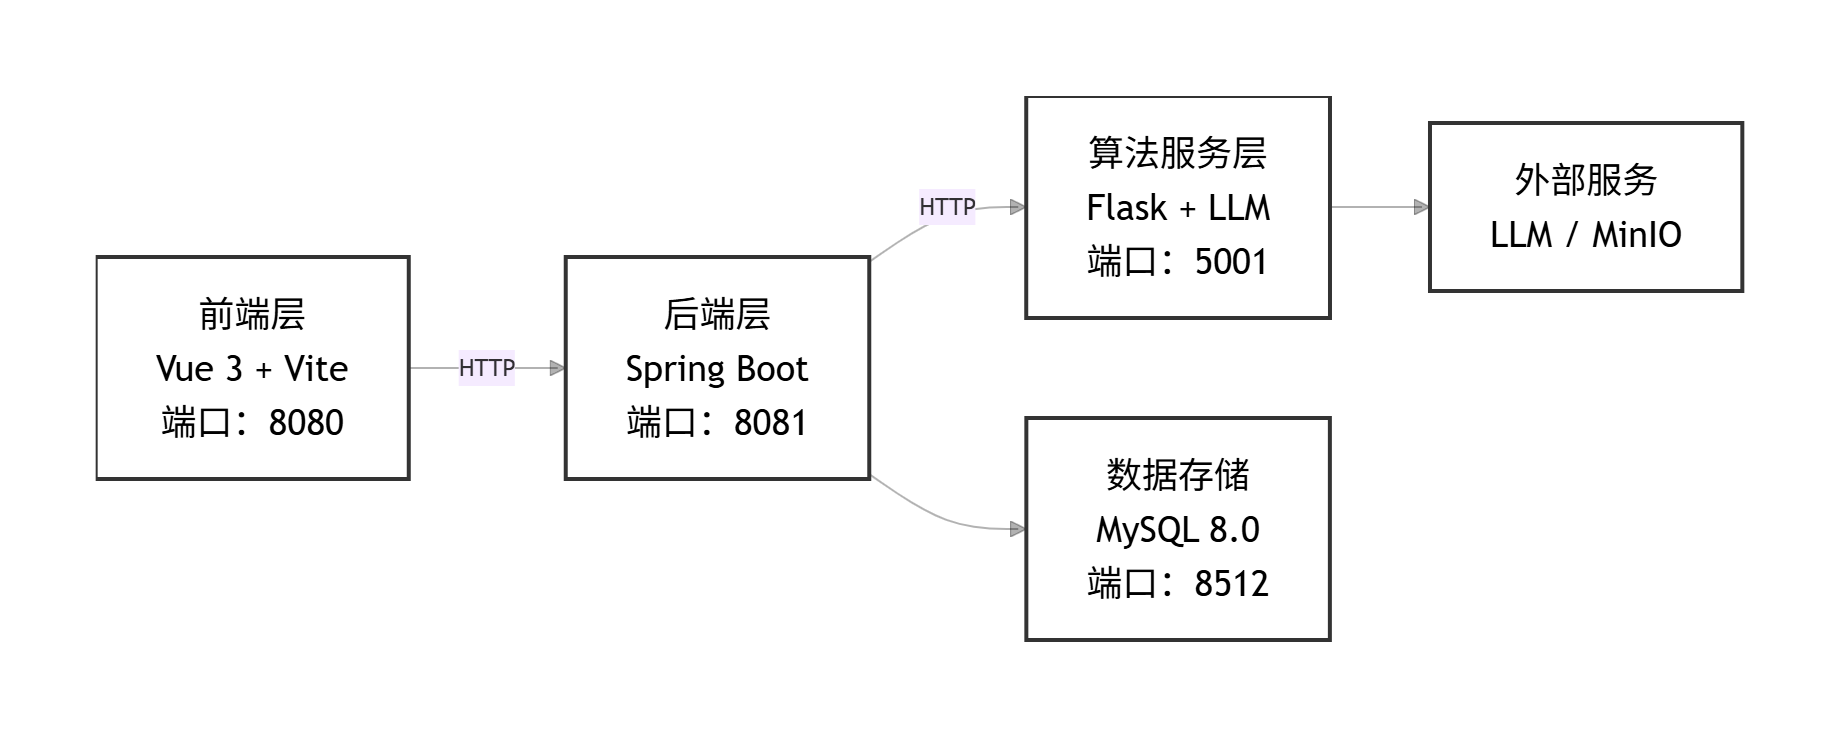 前端层
Vue 3 + Vite
端口：8080
HTTP
后端层
Spring Boot
端口：8081
HTTP
算法服务层
Flask + LLM
端口：5001
外部服务
LLM / MinIO
数据存储
MySQL 8.0
端口：8512